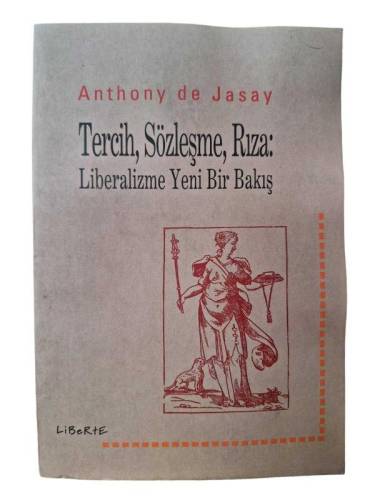 Anthony de Jasay
Tercih, Sözleşme, Rıza:
Liberalizme Yeni Bir Bakış
LiBeRtE